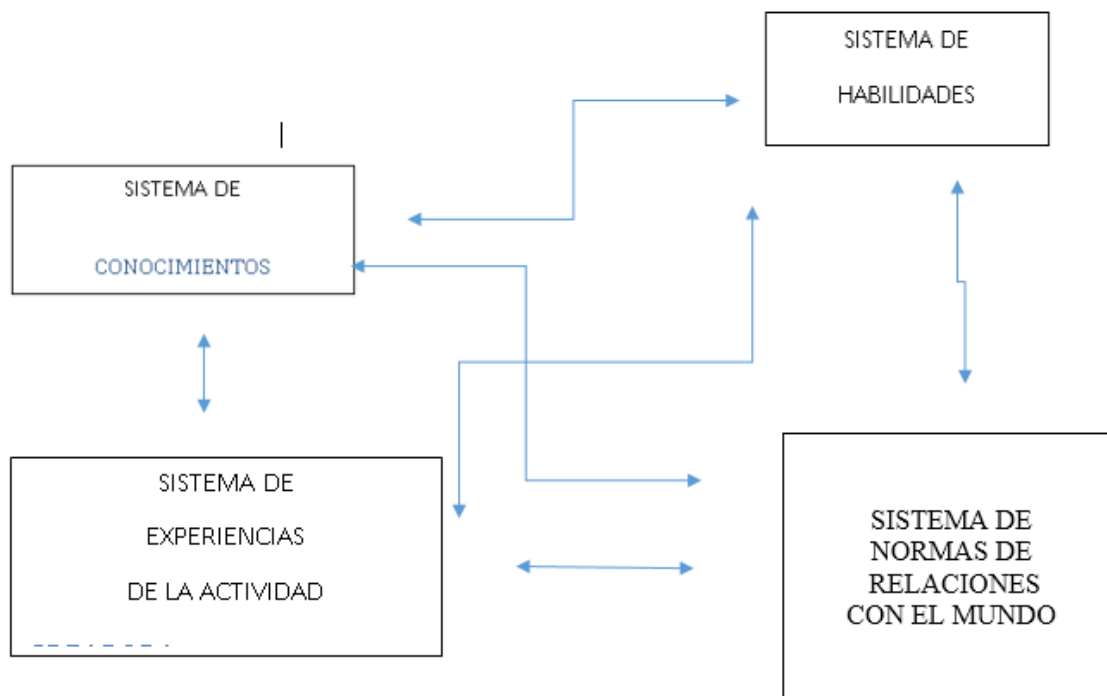 SISTEMA DE
HABILIDADES
SISTEMA DE
CONOCIMIENTOS
SISTEMA DE
EXPERIENCIAS
DE LA ACTIVIDAD
SISTEMA DE
NORMAS DE
RELACIONES
CON EL MUNDO